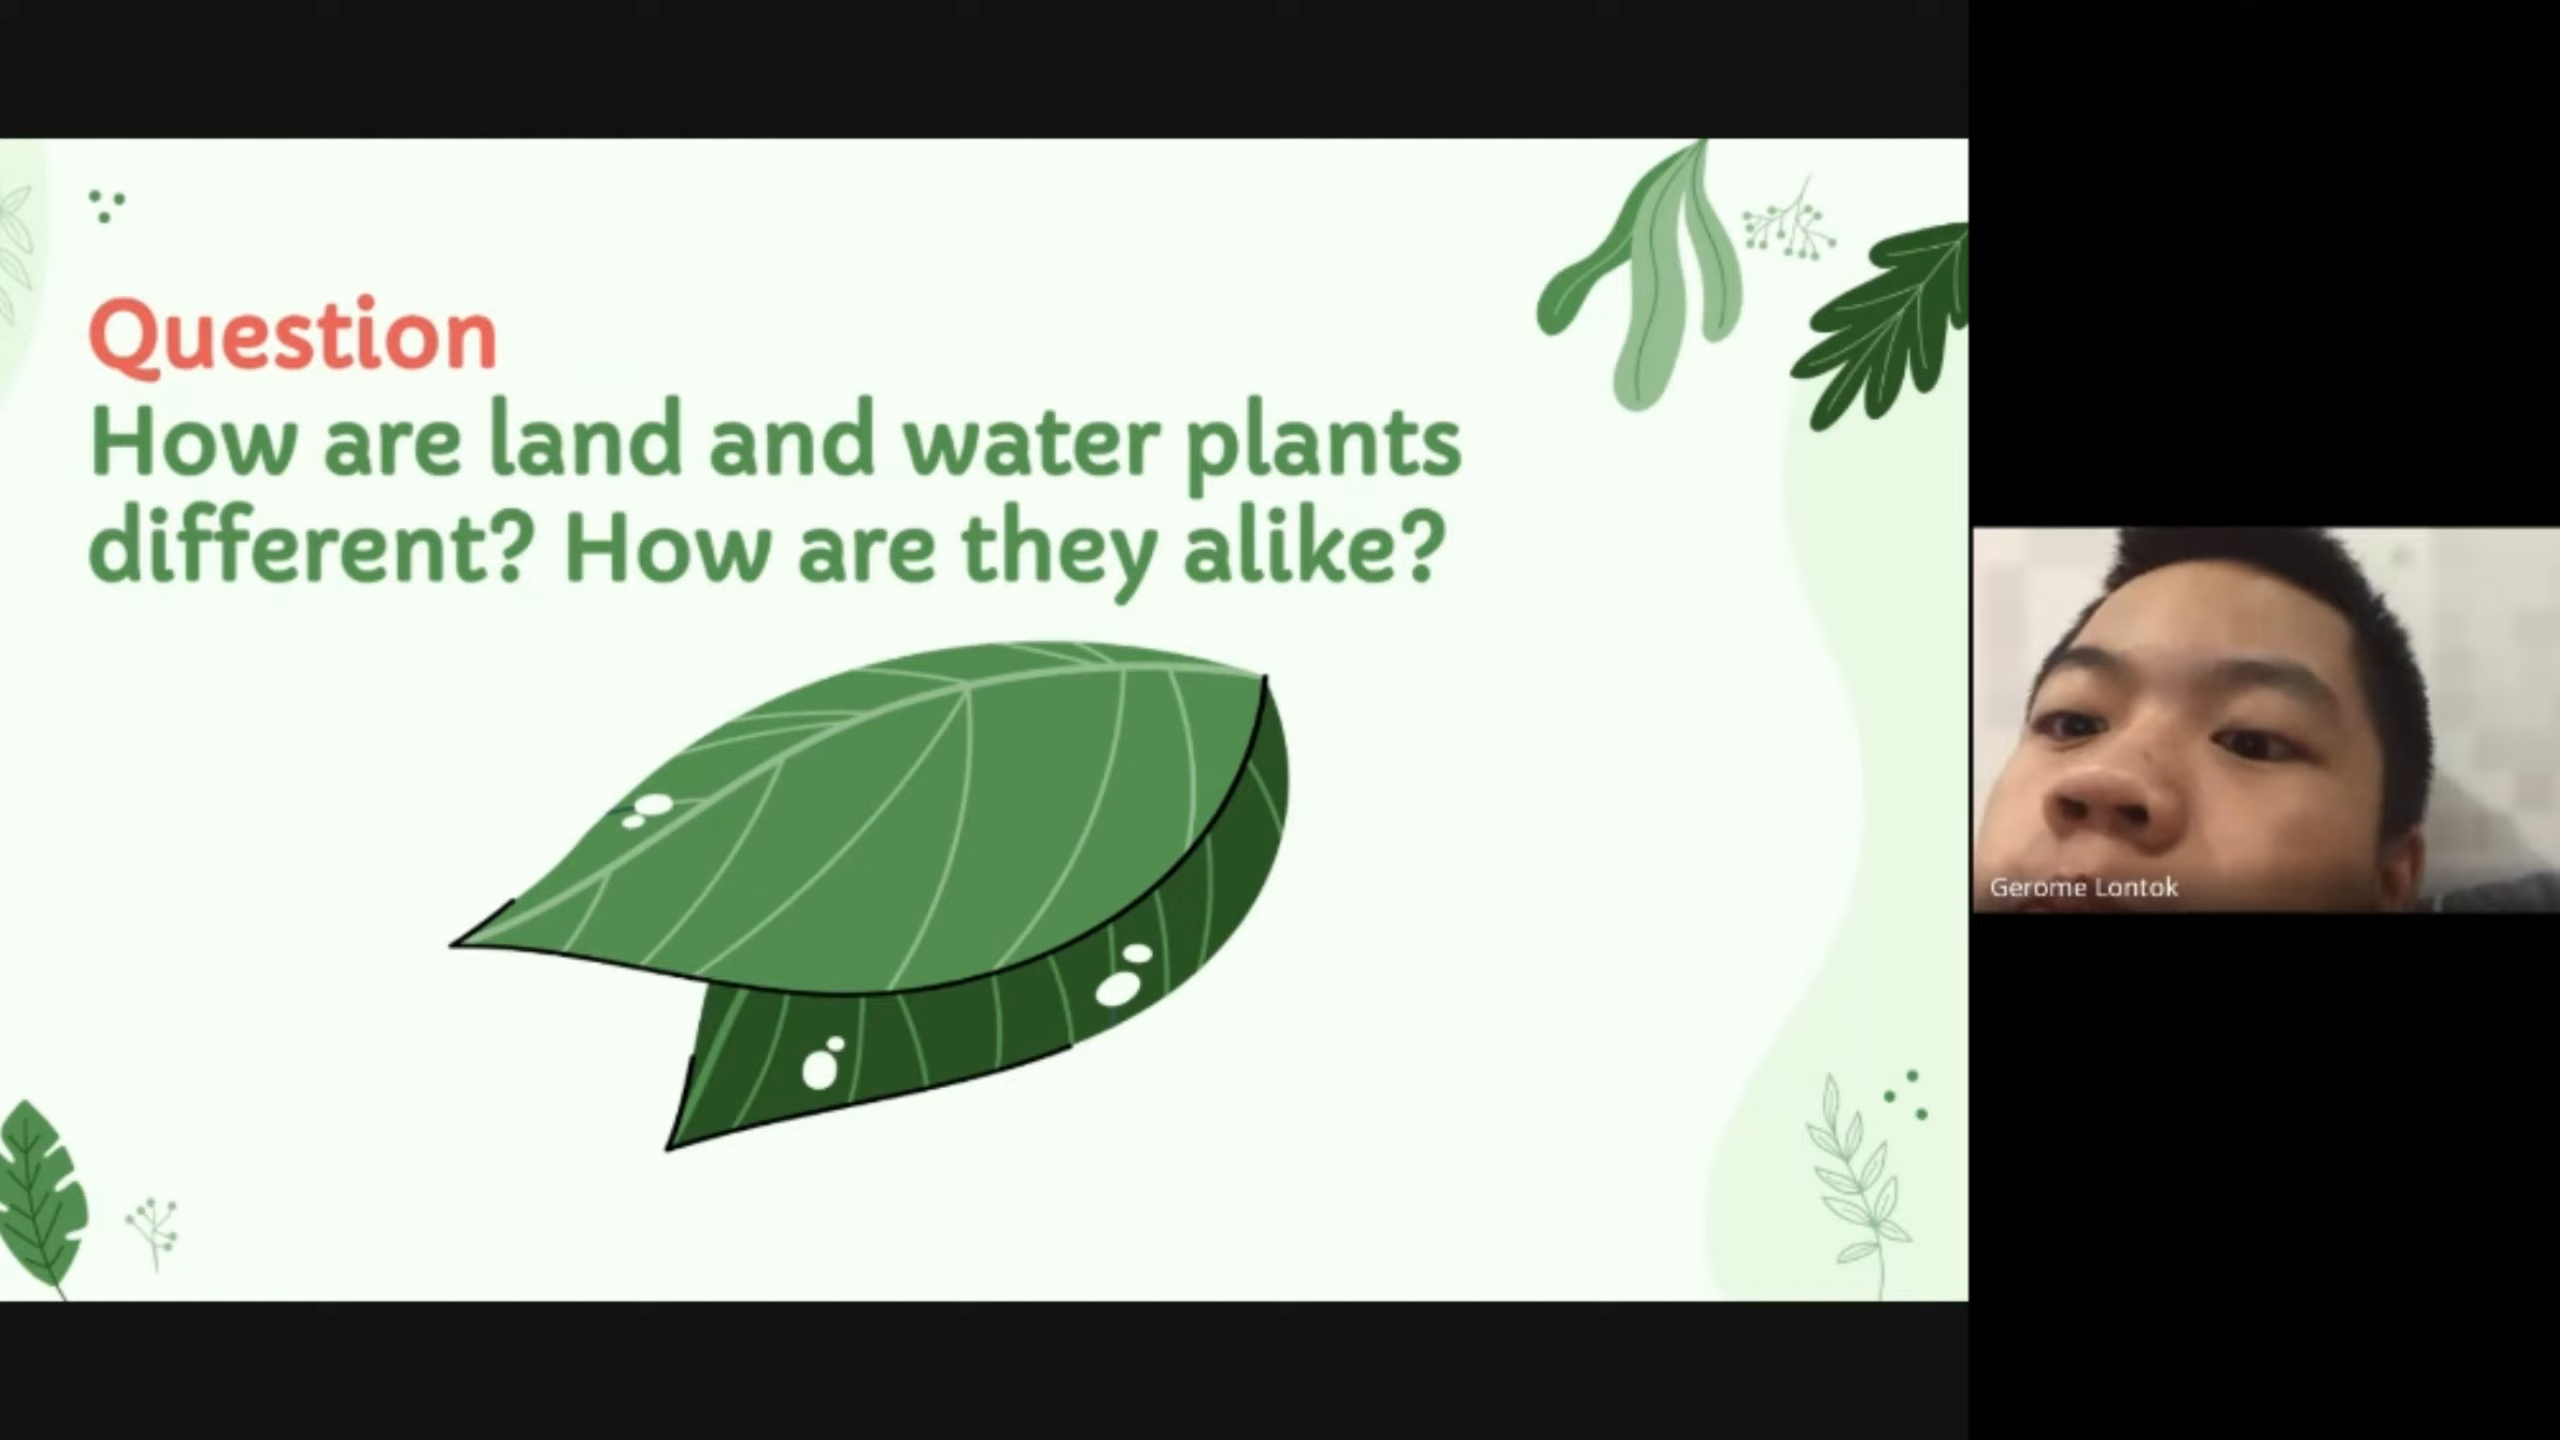 Question
How are land and water plants
different? How are they alike?
Gerome Lontok